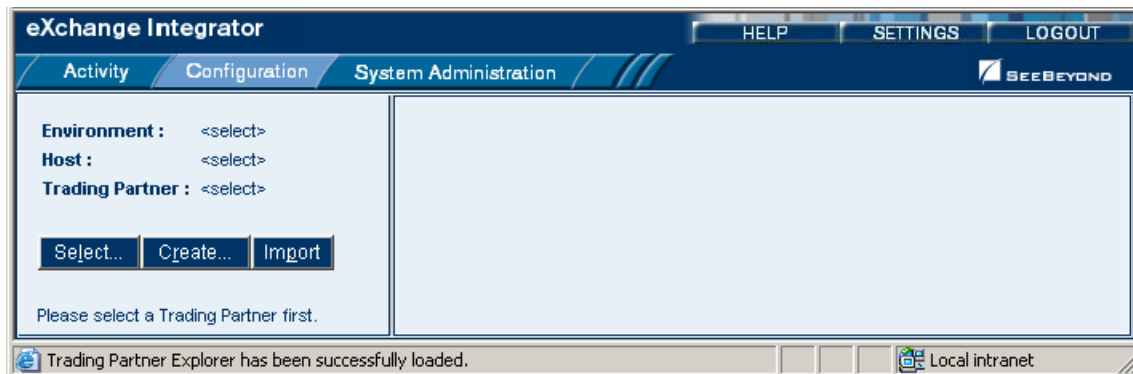 eXchange Integrator
HELP SETTINGS LOGOUT
Activity Configuration System Administration SEEBEYOND
Environment : <select>
Host : <select>
Trading Partner : <select>
Select... Create... Import
Please select a Trading Partner first.
Trading Partner Explorer has been successfully loaded. Local intranet